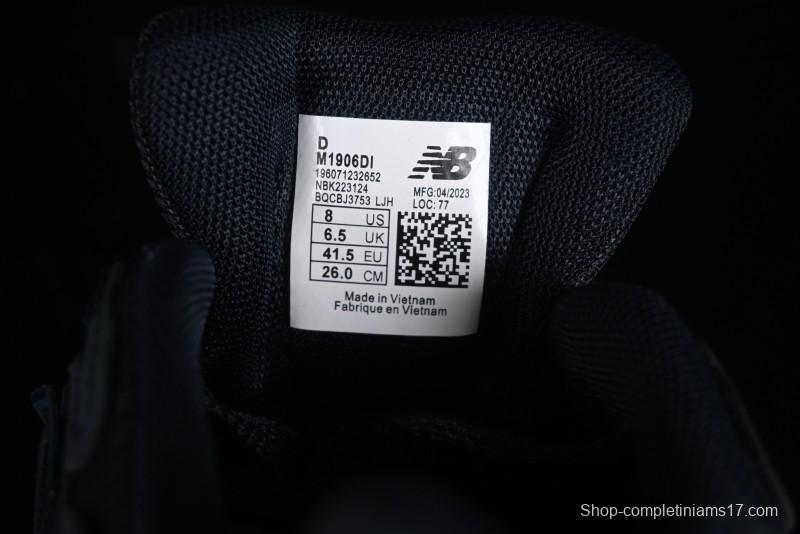 D
M1906DI
196071232652
NBK223124
BQCBJ3753 LJH
NB
MFG:04/2023
LOC: 77
8 US
6.5 UK
41.5 EU
26.0 CM
Made in Vietnam
Fabrique en Vietnam
Shop-completiniams17.com